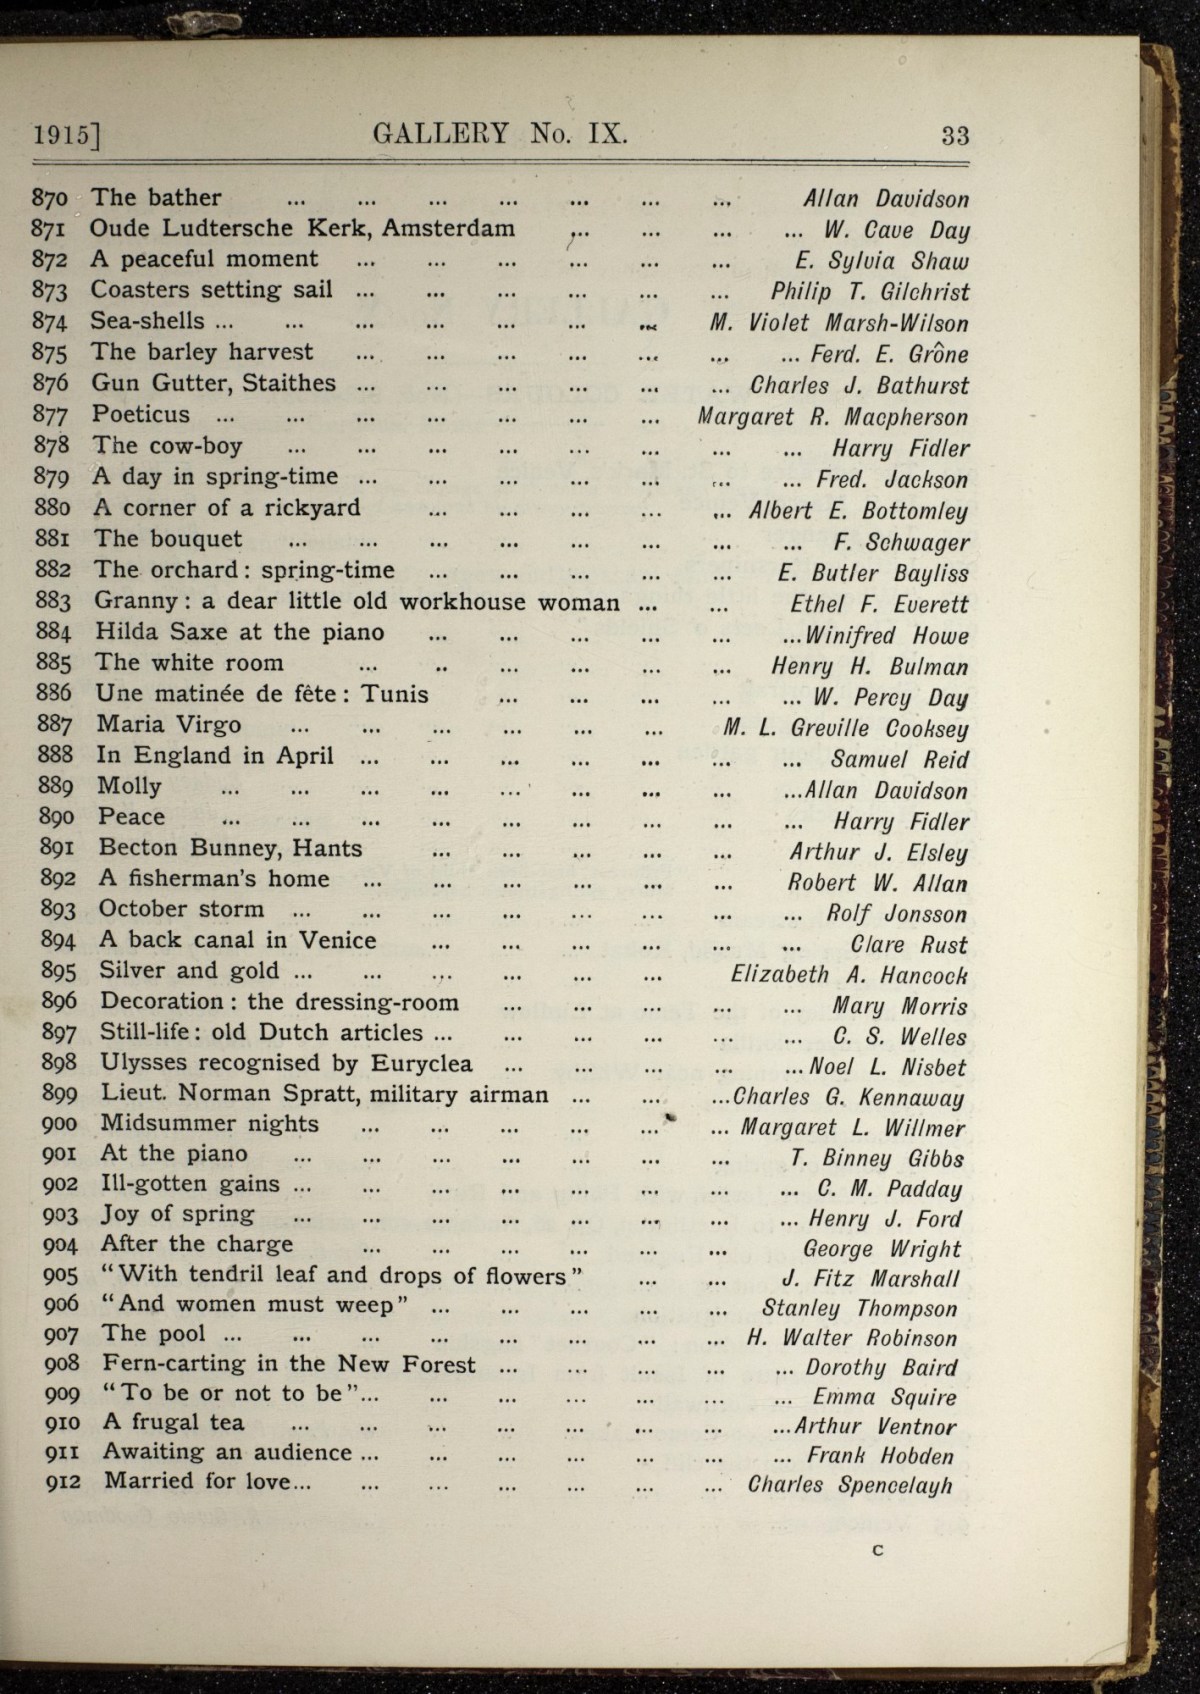 1915] GALLERY No. IX. 33
870 The bather ... ... ... ... ... ... ... Allan Davidson
871 Oude Ludtersche Kerk, Amsterdam ... ... ... ... W. Cave Day
872 A peaceful moment ... ... ... ... ... ... E. Sylvia Shaw
873 Coasters setting sail ... ... ... ... ... ... Philip T. Gilchrist
874 Sea-shells ... ... ... ... ... ... ... M. Violet Marsh-Wilson
875 The barley harvest ... ... ... ... ... ... ... Ferd. E. Grône
876 Gun Gutter, Staithes ... ... ... ... ... ... Charles J. Bathurst
877 Poeticus ... ... ... ... ... ... ... Margaret R. Macpherson
878 The cow-boy ... ... ... ... ... ... ... ... Harry Fidler
879 A day in spring-time ... ... ... ... ... ... ... Fred. Jackson
880 A corner of a rickyard ... ... ... ... ... Albert E. Bottomley
881 The bouquet ... ... ... ... ... ... ... ... F. Schwager
882 The orchard : spring-time ... ... ... ... ... E. Butler Bayliss
883 Granny : a dear little old workhouse woman ... ... Ethel F. Everett
884 Hilda Saxe at the piano ... ... ... ... ... ...Winifred Howe
885 The white room ... .. ... ... ... ... Henry H. Bulman
886 Une matinée de fête : Tunis ... ... ... ... ... W. Percy Day
887 Maria Virgo ... ... ... ... ... ... M. L. Greville Cooksey
888 In England in April ... ... ... ... ... ... ... Samuel Reid
889 Molly ... ... ... ... ... ... ... ... ...Allan Davidson
890 Peace ... ... ... ... ... ... ... ... ... Harry Fidler
891 Becton Bunney, Hants ... ... ... ... ... Arthur J. Elsley
892 A fisherman's home ... ... ... ... ... ... Robert W. Allan
893 October storm ... ... ... ... ... ... ... ... Rolf Jonsson
894 A back canal in Venice ... ... ... ... ... ... Clare Rust
895 Silver and gold ... ... ... ... ... ... Elizabeth A. Hancock
896 Decoration : the dressing-room ... ... ... ... ... Mary Morris
897 Still-life : old Dutch articles ... ... ... ... ... ... C. S. Welles
898 Ulysses recognised by Euryclea ... ... ... ... ...Noel L. Nisbet
899 Lieut. Norman Spratt, military airman ... ... ...Charles G. Kennaway
900 Midsummer nights ... ... ... ... ... ... Margaret L. Willmer
901 At the piano ... ... ... ... ... ... ... T. Binney Gibbs
902 Ill-gotten gains ... ... ... ... ... ... ... ... C. M. Padday
903 Joy of spring ... ... ... ... ... ... ... ... Henry J. Ford
904 After the charge ... ... ... ... ... ... George Wright
905 "With tendril leaf and drops of flowers" ... ... J. Fitz Marshall
906 "And women must weep" ... ... ... ... ... Stanley Thompson
907 The pool ... ... ... ... ... ... ... ... H. Walter Robinson
908 Fern-carting in the New Forest ... ... ... ... ... Dorothy Baird
909 "To be or not to be"... ... ... ... ... ... ... Emma Squire
910 A frugal tea ... ... ... ... ... ... ... ...Arthur Ventnor
911 Awaiting an audience ... ... ... ... ... ... ... Frank Hobden
912 Married for love... ... ... ... ... ... ... Charles Spencelayh
C